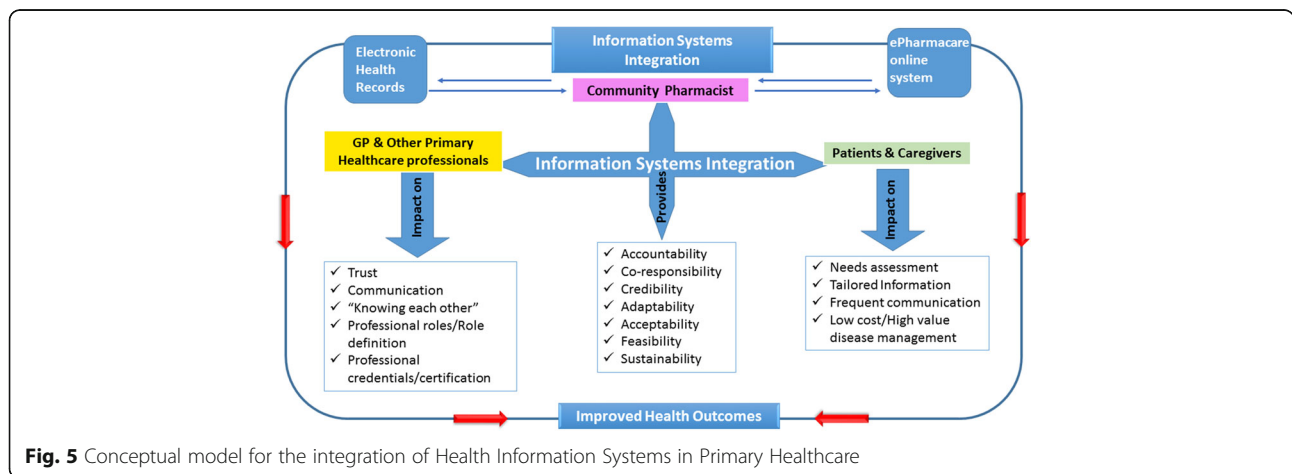 Information Systems
Integration
Electronic
Health
Records
ePharmacare
online
system
Community Pharmacist
GP & Other Primary
Healthcare professionals
Information Systems Integration
Patients & Caregivers
Impact on
Provides
Impact on
✓ Trust
✓ Communication
✓ “Knowing each other”
✓ Professional roles/Role
definition
✓ Professional
credentials/certification
✓ Accountability
✓ Co-responsibility
✓ Credibility
✓ Adaptability
✓ Acceptability
✓ Feasibility
✓ Sustainability
✓ Needs assessment
✓ Tailored Information
✓ Frequent communication
✓ Low cost/High value
disease management
Improved Health Outcomes
Fig. 5 Conceptual model for the integration of Health Information Systems in Primary Healthcare